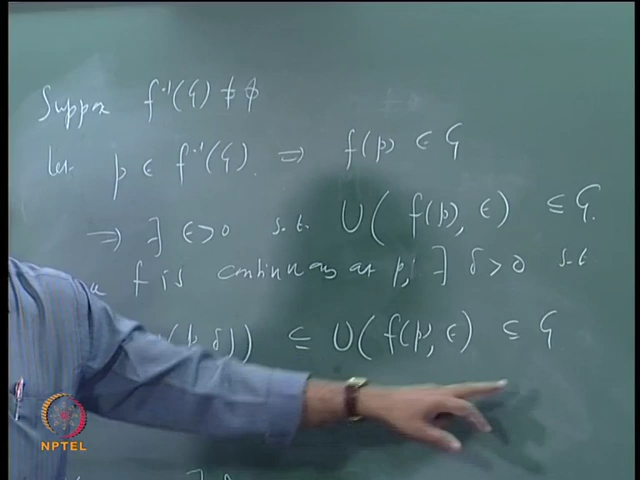 Suppose f⁻¹(G) ≠ φ
Let p ∈ f⁻¹(G). ⇒ f(p) ∈ G
⇒ ∃ ε>0 s.t. U( f(p), ε) ⊆ G.
f is continuous at p, ∃ δ>0 s.t
(p, δ)) ⊆ U(f(p), ε) ⊆ G
NPTEL